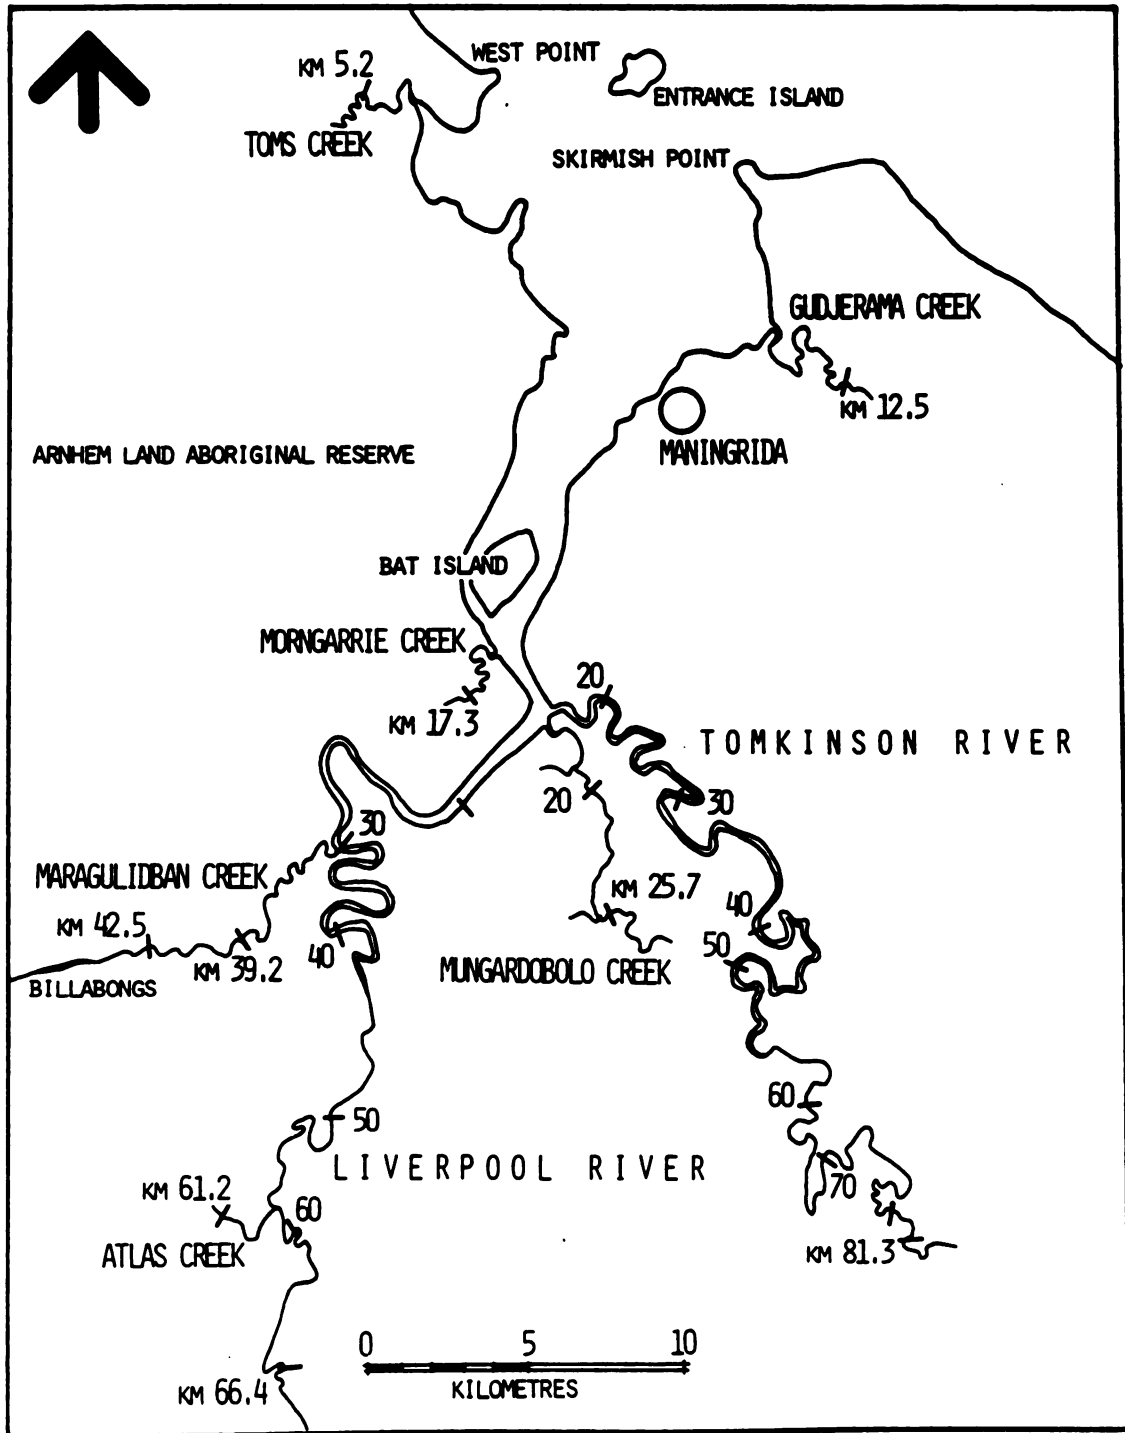 WEST POINT
KM 5.2
ENTRANCE ISLAND
TOMS CREEK
SKIRMISH POINT
GUDJERAMA CREEK
KM 12.5
MANINGRIDA
ARNHEM LAND ABORIGINAL RESERVE
BAT ISLAND
MORNGARRIE CREEK
20
KM 17.3
TOMKINSON RIVER
20
30
30
MARAGULIDBAN CREEK
KM 25.7
40
KM 42.5
50
40
KM 39.2
MUNGARDOBOLO CREEK
BILLABONGS
60
50
LIVERPOOL RIVER
70
KM 61.2
60
ATLAS CREEK
KM 81.3
0 5 10
KILOMETRES
KM 66.4